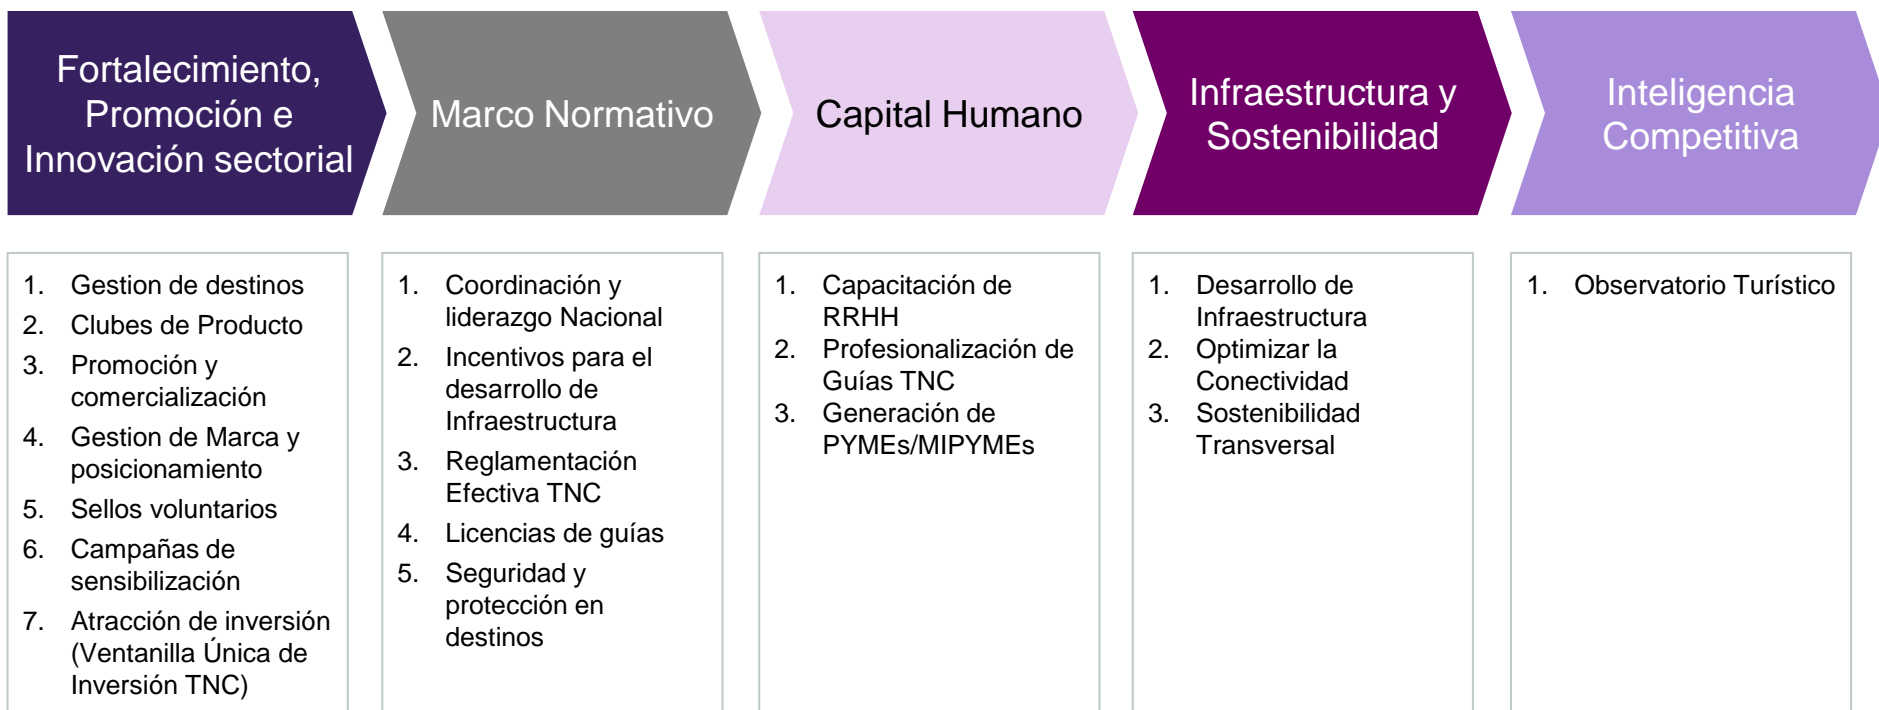 Fortalecimiento,
Promoción e
Innovación sectorial
Marco Normativo
Capital Humano
Infraestructura y
Sostenibilidad
Inteligencia
Competitiva
1. Gestion de destinos
2. Clubes de Producto
3. Promoción y
comercialización
4. Gestion de Marca y
posicionamiento
5. Sellos voluntarios
6. Campañas de
sensibilización
7. Atracción de inversión
(Ventanilla Única de
Inversión TNC)
1. Coordinación y
liderazgo Nacional
2. Incentivos para el
desarrollo de
Infraestructura
3. Reglamentación
Efectiva TNC
4. Licencias de guías
5. Seguridad y
protección en
destinos
1. Capacitación de
RRHH
2. Profesionalización de
Guías TNC
3. Generación de
PYMEs/MIPYMEs
1. Desarrollo de
Infraestructura
2. Optimizar la
Conectividad
3. Sostenibilidad
Transversal
1. Observatorio Turístico